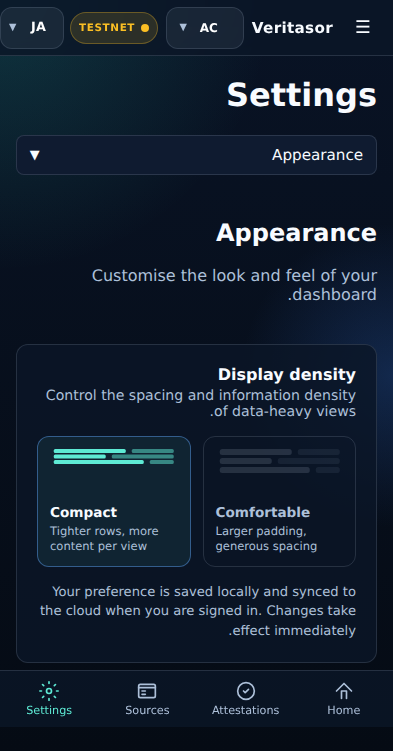 Veritasor
AC
TESTNET
JA
Settings
Appearance
Appearance
Customise the look and feel of your
dashboard.
Display density
Control the spacing and information density
of data-heavy views.
Comfortable
Larger padding,
generous spacing
Compact
Tighter rows, more
content per view
Your preference is saved locally and synced to
the cloud when you are signed in. Changes take
effect immediately.
Home
Attestations
Sources
Settings